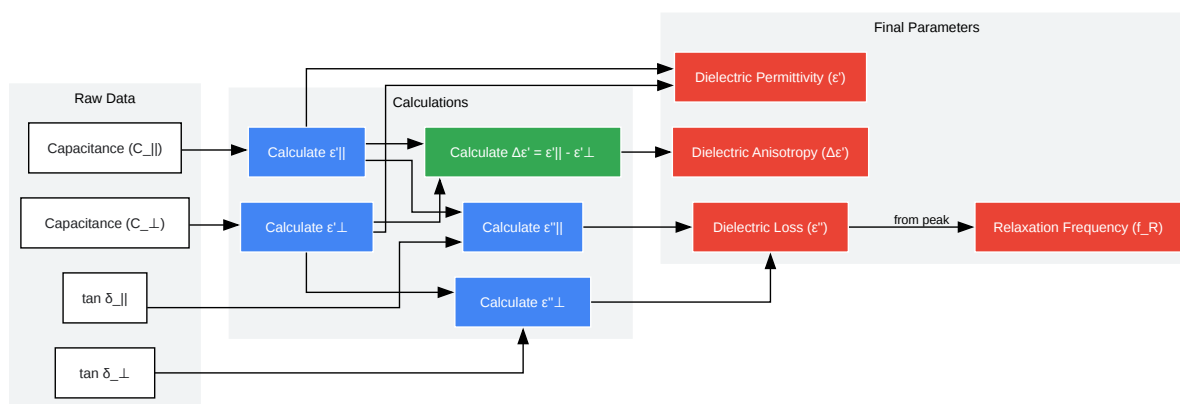 Final Parameters
Dielectric Permittivity (ε')
Raw Data
Calculations
Capacitance (C_||)
Calculate ε'||
Calculate Δε' = ε'|| - ε'⊥
Dielectric Anisotropy (Δε')
Capacitance (C_⊥)
Calculate ε'⊥
Calculate ε''||
Dielectric Loss (ε'')
from peak
Relaxation Frequency (f_R)
tan δ_||
Calculate ε''⊥
tan δ_⊥